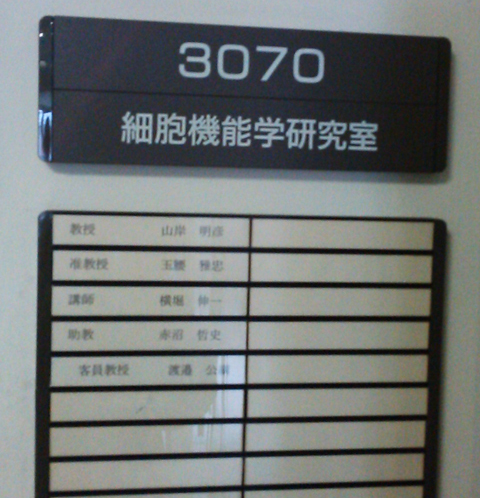 3070
細胞機能学研究室
教授 山岸 明彦
准教授 玉腰 雅忠
講師 横堀 伸一
助教 赤沼 哲史
客員教授 渡邉 公綱